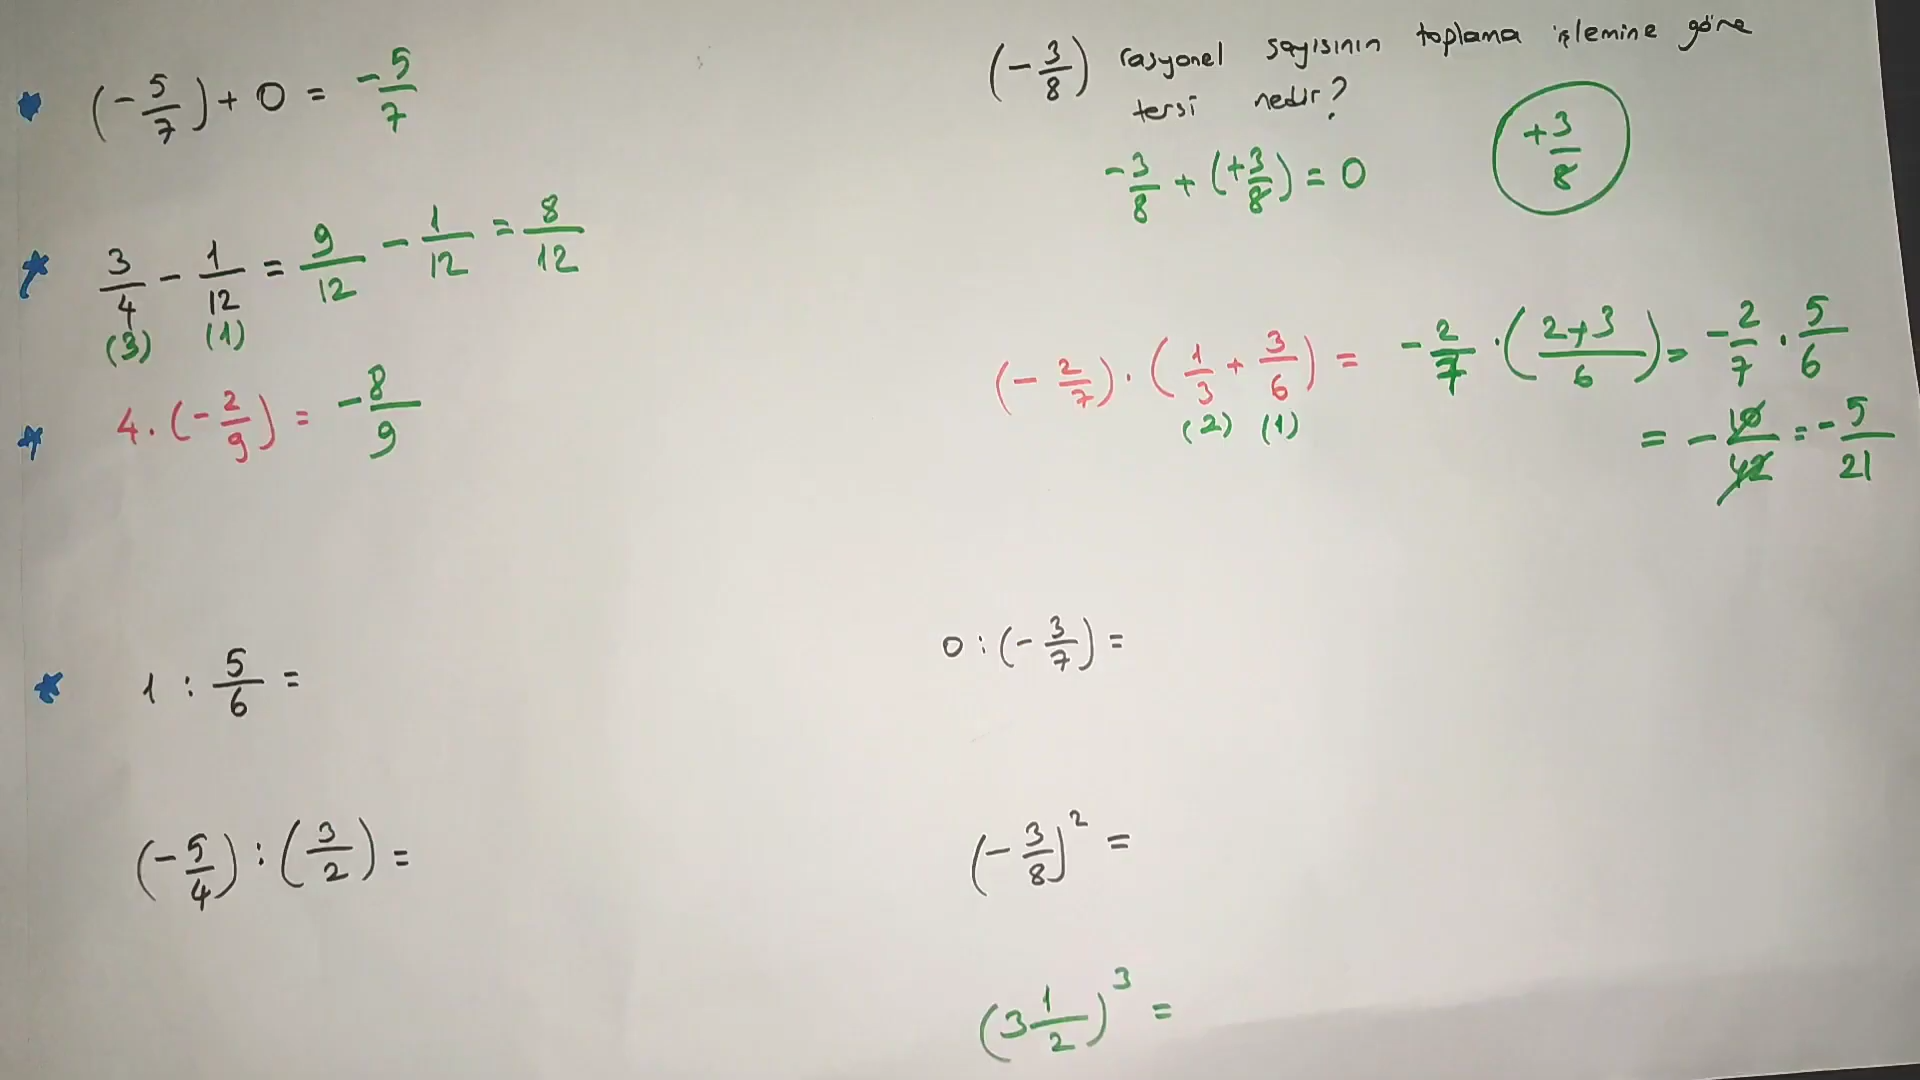 (-5/7) + 0 = -5/7
3/4 - 1/12 = 9/12 - 1/12 = 8/12
(3) (1)
4 . (-2/9) = -8/9
1 : 5/6 =
(-5/4) : (3/2) =
(-3/8) rasyonel sayısının toplama işlemine göre
tersi nedir?
-3/8 + (+3/8) = 0
+3/8
(-2/7) . (1/3 + 3/6) = -2/7 . (2+3/6) = -2/7 . 5/6
(2) (1)
= -10/42 = -5/21
0 : (-3/7) =
(-3/8)² =
(3 1/2)³ =